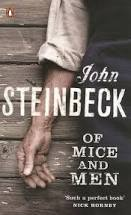 John
STEINBECK
OF MICE
AND MEN
'Such a perfect book'
NICK HORNBY